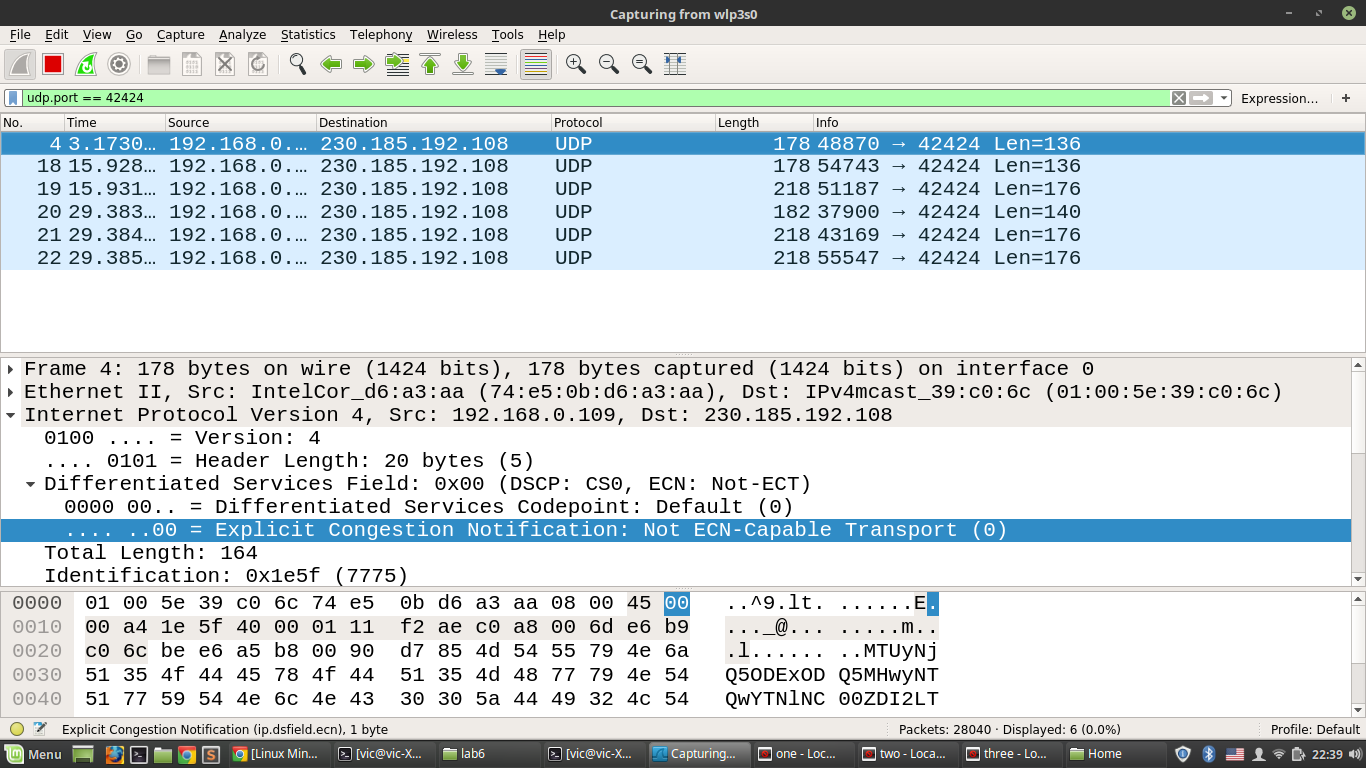 Capturing from wlp3s0
File Edit View Go Capture Analyze Statistics Telephony Wireless Tools Help
udp.port == 42424 Expression… +
No. Time Source Destination Protocol Length Info
4 3.1730… 192.168.0.… 230.185.192.108 UDP 178 48870 → 42424 Len=136
18 15.928… 192.168.0.… 230.185.192.108 UDP 178 54743 → 42424 Len=136
19 15.931… 192.168.0.… 230.185.192.108 UDP 218 51187 → 42424 Len=176
20 29.383… 192.168.0.… 230.185.192.108 UDP 182 37900 → 42424 Len=140
21 29.384… 192.168.0.… 230.185.192.108 UDP 218 43169 → 42424 Len=176
22 29.385… 192.168.0.… 230.185.192.108 UDP 218 55547 → 42424 Len=176
Frame 4: 178 bytes on wire (1424 bits), 178 bytes captured (1424 bits) on interface 0
Ethernet II, Src: IntelCor_d6:a3:aa (74:e5:0b:d6:a3:aa), Dst: IPv4mcast_39:c0:6c (01:00:5e:39:c0:6c)
Internet Protocol Version 4, Src: 192.168.0.109, Dst: 230.185.192.108
0100 .... = Version: 4
.... 0101 = Header Length: 20 bytes (5)
Differentiated Services Field: 0x00 (DSCP: CS0, ECN: Not-ECT)
0000 00.. = Differentiated Services Codepoint: Default (0)
.... ..00 = Explicit Congestion Notification: Not ECN-Capable Transport (0)
Total Length: 164
Identification: 0x1e5f (7775)
0000 01 00 5e 39 c0 6c 74 e5 0b d6 a3 aa 08 00 45 00 ..^9.lt. ......E.
0010 00 a4 1e 5f 40 00 01 11 f2 ae c0 a8 00 6d e6 b9 ..._@... .....m..
0020 c0 6c be e6 a5 b8 00 90 d7 85 4d 54 55 79 4e 6a .l...... ..MTUyNj
0030 51 35 4f 44 45 78 4f 44 51 35 4d 48 77 79 4e 54 Q5ODExOD Q5MHwyNT
0040 51 77 59 54 4e 6c 4e 43 30 30 5a 44 49 32 4c 54 QwYTNlNC 00ZDI2LT
Explicit Congestion Notification (ip.dsfield.ecn), 1 byte Packets: 28040 · Displayed: 6 (0.0%) Profile: Default
Menu [Linux Min… [vic@vic-X… lab6 [vic@vic-X… Capturing… one - Loc… two - Loca… three - Lo… Home 22:39